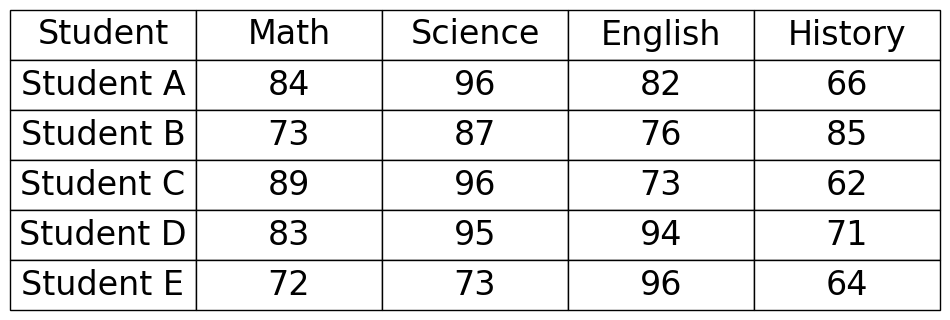 Student Math Science English History
Student A 84 96 82 66
Student B 73 87 76 85
Student C 89 96 73 62
Student D 83 95 94 71
Student E 72 73 96 64